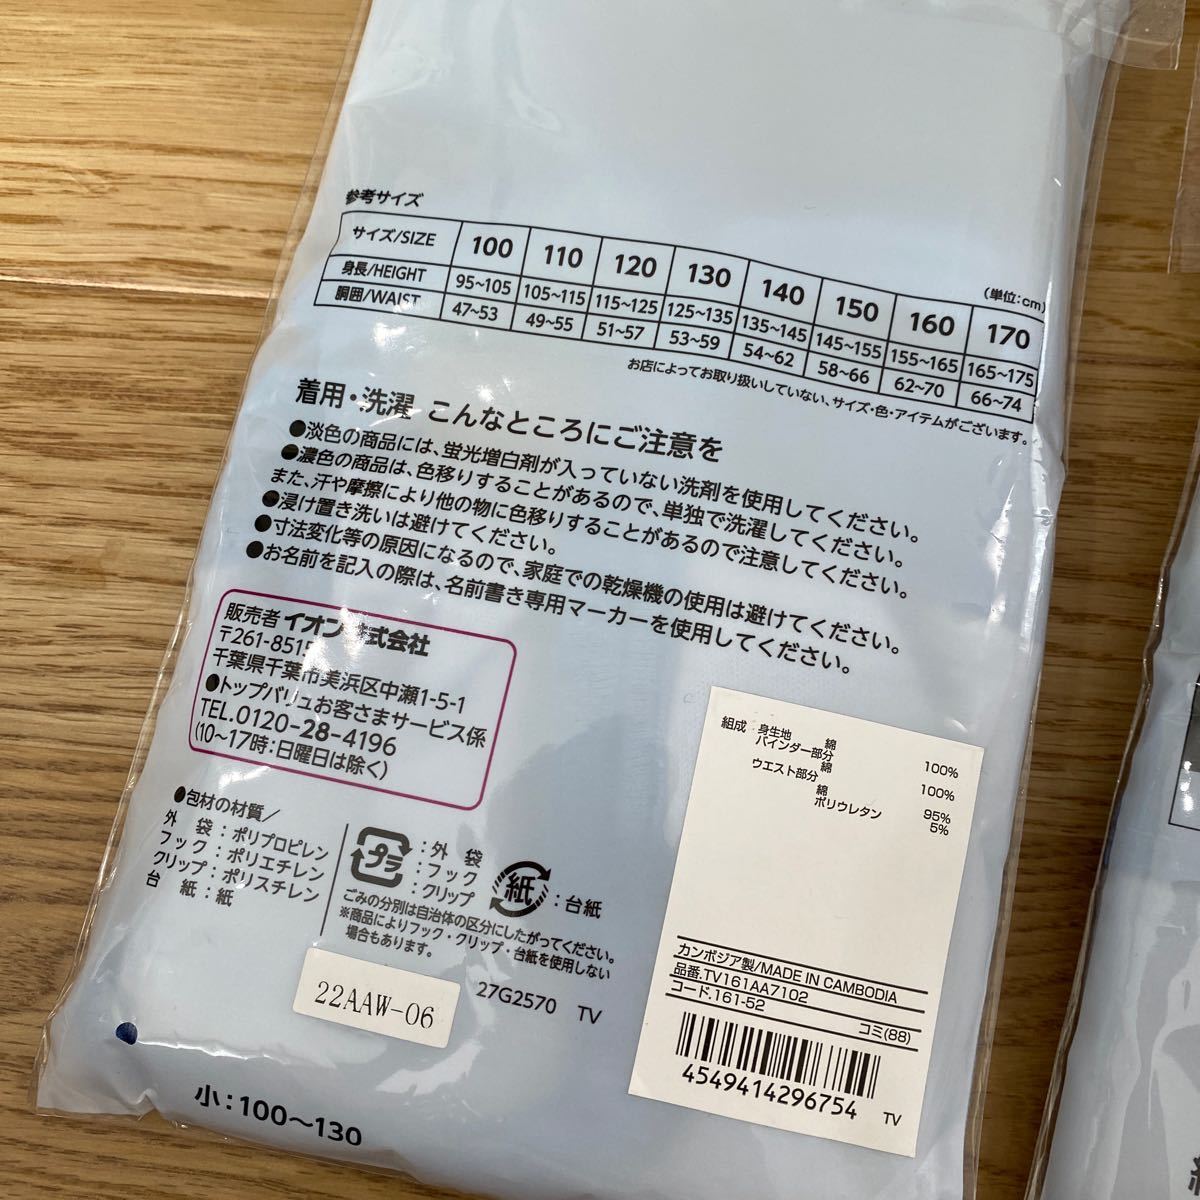 参考サイズ
(単位:cm)
サイズ/SIZE 100 110 120 130 140 150 160 170
身長/HEIGHT 95~105 105~115 115~125 125~135 135~145 145~155 155~165 165~175
胴囲/WAIST 47~53 49~55 51~57 53~59 54~62 58~66 62~70 66~74
お店によってお取り扱いしていない、サイズ・色・アイテムがございます。
着用・洗濯 こんなところにご注意を
●淡色の商品には、蛍光増白剤が入っていない洗剤を使用してください。
●濃色の商品は、色移りすることがあるので、単独で洗濯してください。
また、汗や摩擦により他の物に色移りすることがあるので注意してください。
●浸け置き洗いは避けてください。
●寸法変化等の原因になるので、家庭での乾燥機の使用は避けてください。
●お名前を記入の際は、名前書き専用マーカーを使用してください。
販売者 イオン 式会社
〒261-8515
千葉県千葉市美浜区中瀬1-5-1
●トップバリュお客さまサービス係
TEL.0120-28-4196
(10~17時:日曜日は除く)
●包材の材質/
外袋:ポリプロピレン
フック:ポリエチレン
クリップ:ポリスチレン
台紙:紙
プラ :外袋
:フック
:クリップ
紙 :台紙
ごみの分別は自治体の区分にしたがってください。
※商品によりフック・クリップ・台紙を使用しない
場合もあります。
22AAW-06
27G2570 TV
小:100~130
組成 身生地
綿 100%
バインダー部分
綿 100%
ウエスト部分
綿 95%
ポリウレタン 5%
カンボジア製/MADE IN CAMBODIA
品番.TV161AA7102
コード.161-52
コミ(88)
4549414296754
TV